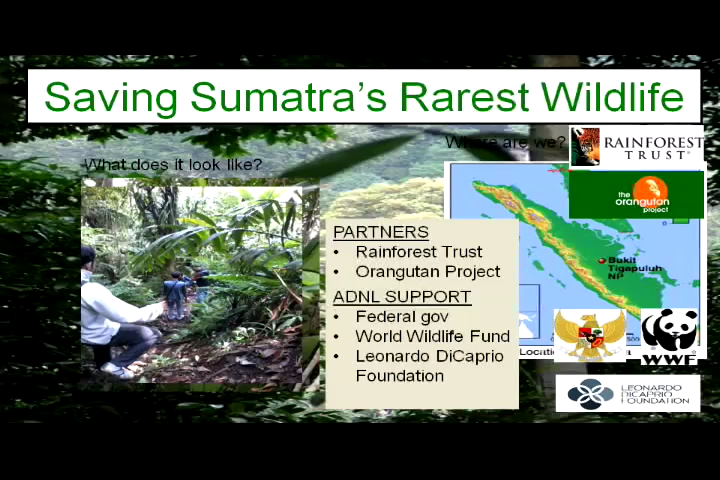 Saving Sumatra's Rarest Wildlife
What does it look like?
Where are we?
RAINFOREST
TRUST®
the
orangutan
project
PARTNERS
• Rainforest Trust
• Orangutan Project
ADNL SUPPORT
• Federal gov
• World Wildlife Fund
• Leonardo DiCaprio
Foundation
Bukit
Tigapuluh
NP
Locatio
WWF
LEONARDO
DICAPRIO
FOUNDATION